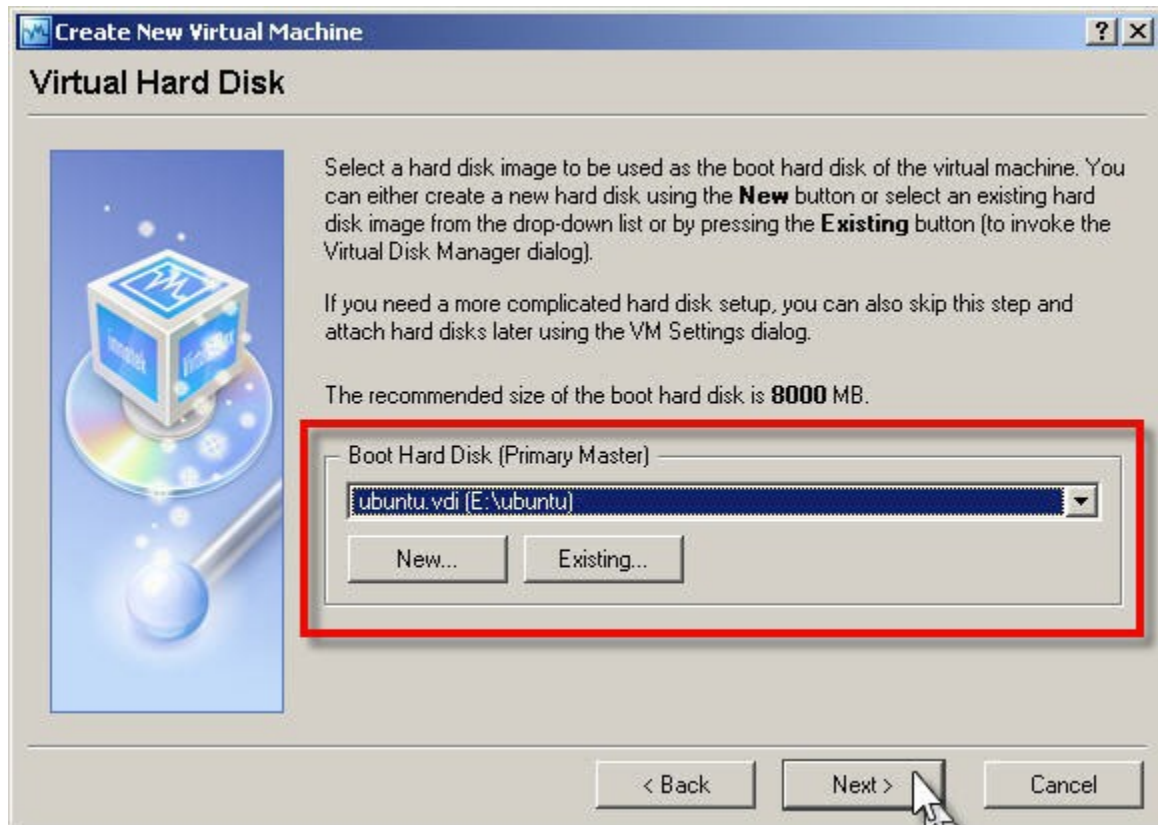 Create New Virtual Machine
Virtual Hard Disk
Select a hard disk image to be used as the boot hard disk of the virtual machine. You
can either create a new hard disk using the New button or select an existing hard
disk image from the drop-down list or by pressing the Existing button (to invoke the
Virtual Disk Manager dialog).
If you need a more complicated hard disk setup, you can also skip this step and
attach hard disks later using the VM Settings dialog.
The recommended size of the boot hard disk is 8000 MB.
innotek
VirtualBox
Boot Hard Disk (Primary Master)
ubuntu.vdi (E:\ubuntu)
New...
Existing...
< Back
Next >
Cancel